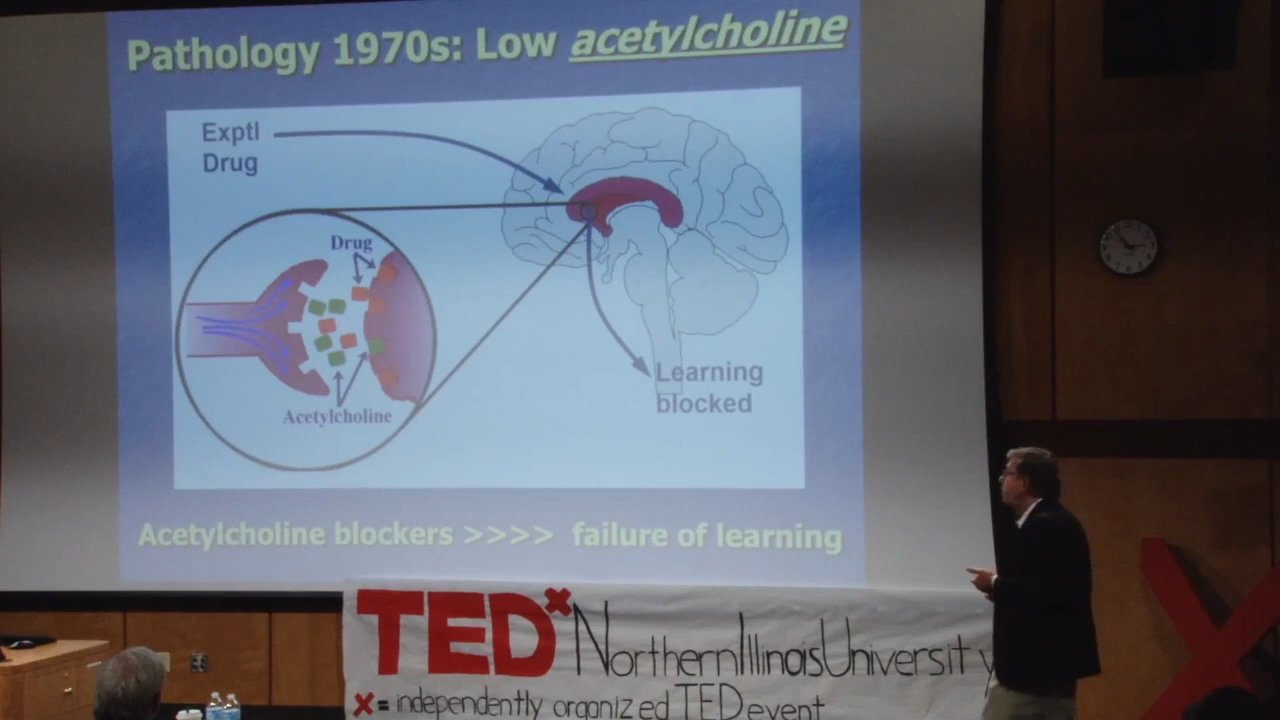 Pathology 1970s: Low acetylcholine
Exptl
Drug
Drug
Acetylcholine
Learning
blocked
Acetylcholine blockers >>>> failure of learning
TEDx NorthernIllinoisUniversity
x = independently organized TED event
X